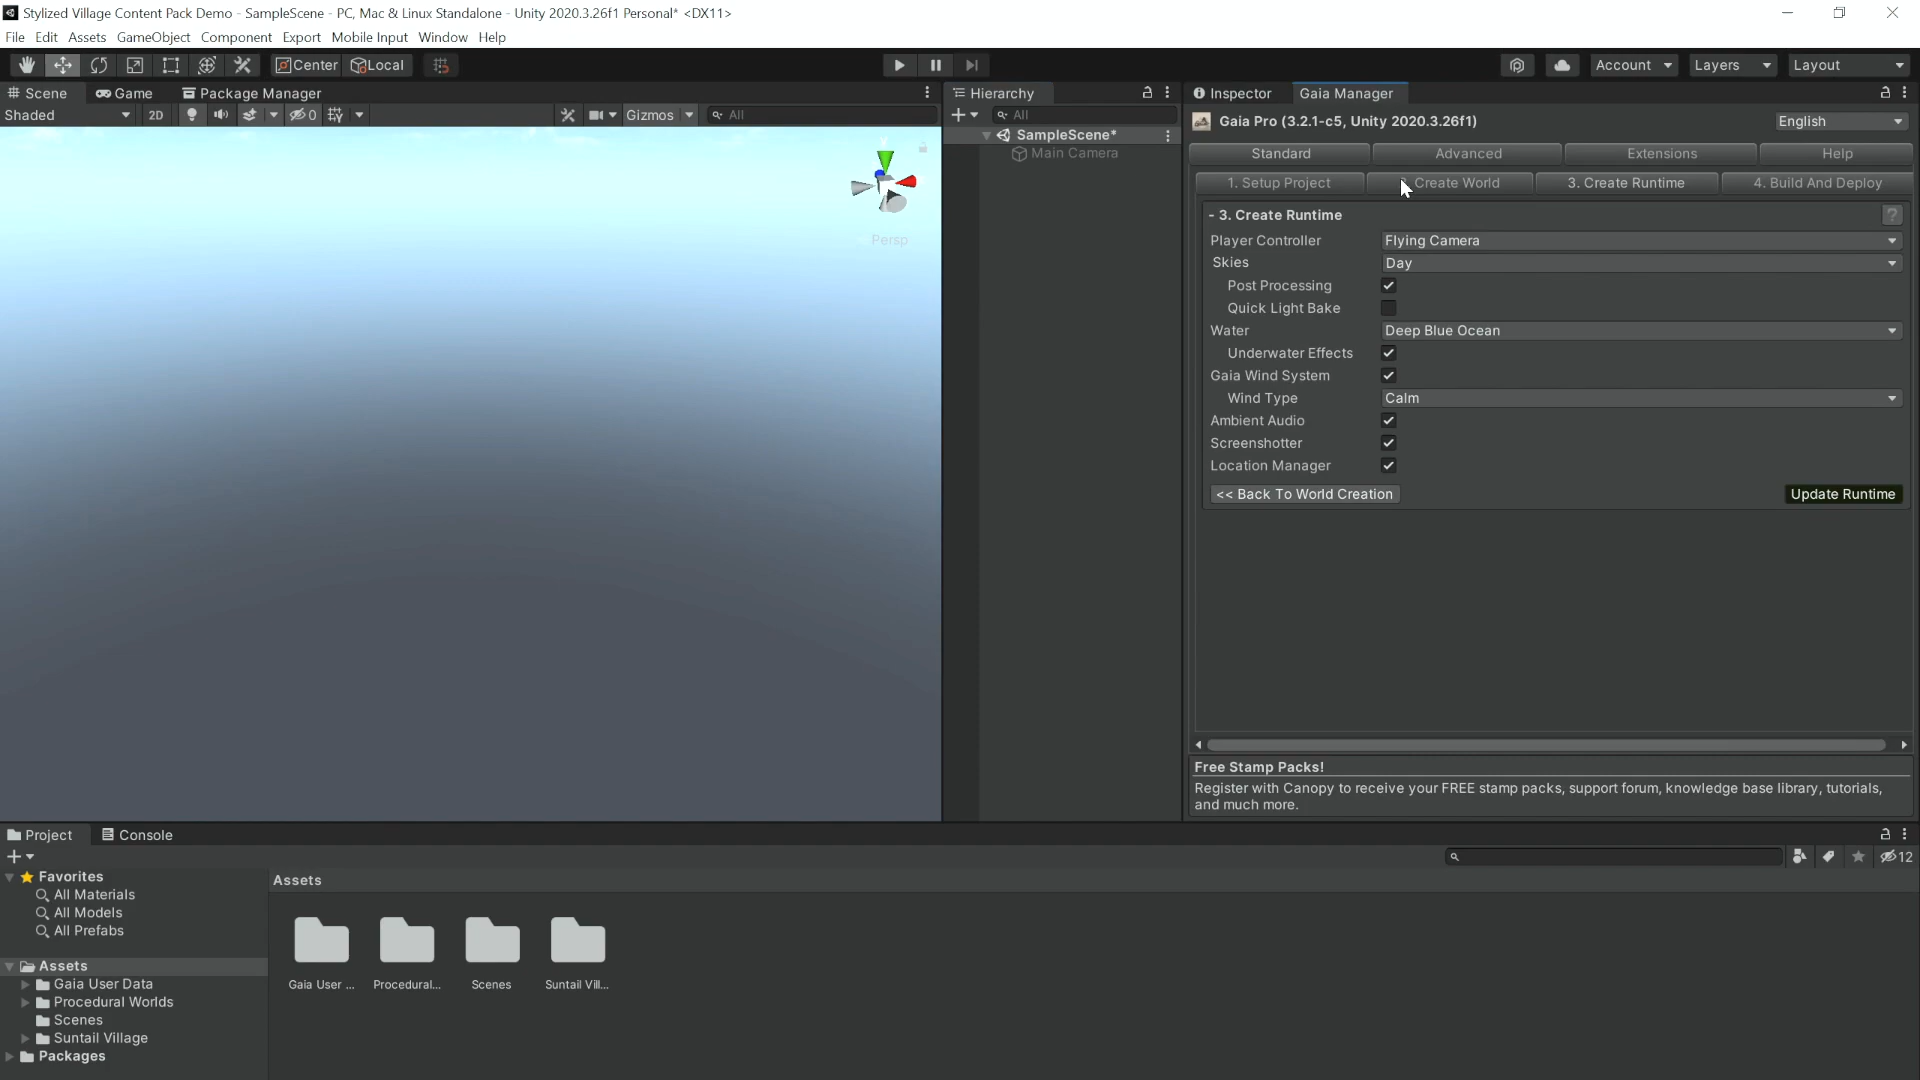 Stylized Village Content Pack Demo - SampleScene - PC, Mac & Linux Standalone - Unity 2020.3.26f1 Personal* <DX11>
File Edit Assets GameObject Component Export Mobile Input Window Help
Center Local Account Layers Layout
Scene Game Package Manager
Shaded 2D 0 Gizmos All
Persp
Hierarchy
All
SampleScene*
Main Camera
Inspector Gaia Manager
Gaia Pro (3.2.1-c5, Unity 2020.3.26f1) English
Standard Advanced Extensions Help
1. Setup Project Create World 3. Create Runtime 4. Build And Deploy
- 3. Create Runtime ?
Player Controller Flying Camera
Skies Day
Post Processing
Quick Light Bake
Water Deep Blue Ocean
Underwater Effects
Gaia Wind System
Wind Type Calm
Ambient Audio
Screenshotter
Location Manager
<< Back To World Creation Update Runtime
Free Stamp Packs!
Register with Canopy to receive your FREE stamp packs, support forum, knowledge base library, tutorials,
and much more.
Project Console
12
Favorites
All Materials
All Models
All Prefabs
Assets
Gaia User Data
Procedural Worlds
Scenes
Suntail Village
Packages
Assets
Gaia User ... Procedural... Scenes Suntail Vill...